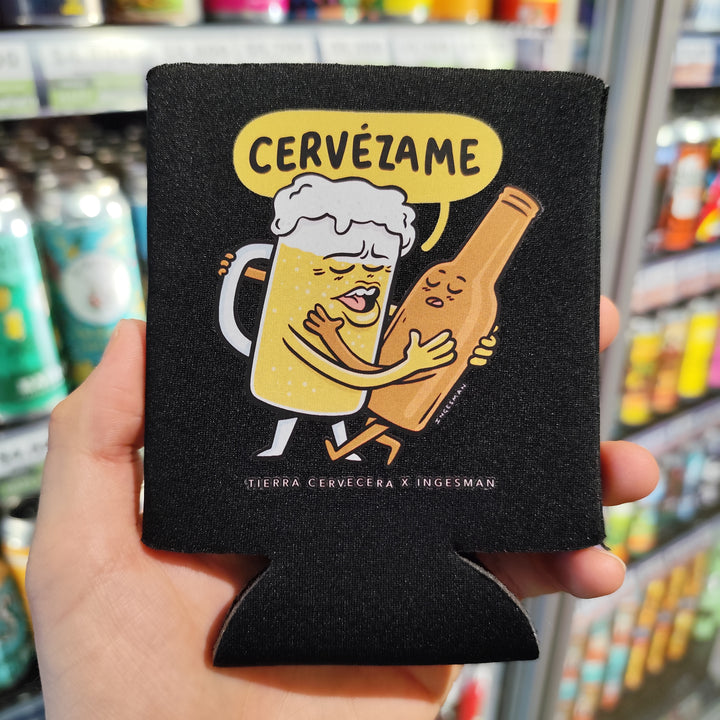 CERVÉZAME
INGESMAN
TIERRA CERVECERA X INGESMAN